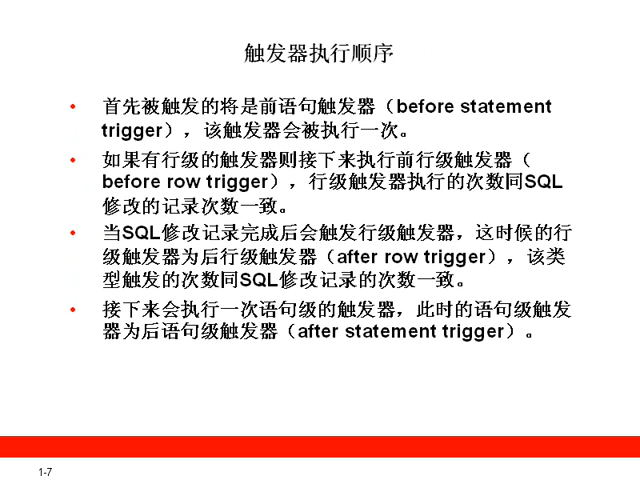 触发器执行顺序
• 首先被触发的将是前语句触发器（before statement
trigger），该触发器会被执行一次。
• 如果有行级的触发器则接下来执行前行级触发器（
before row trigger），行级触发器执行的次数同SQL
修改的记录次数一致。
• 当SQL修改记录完成后会触发行级触发器，这时候的行
级触发器为后行级触发器（after row trigger），该类
型触发的次数同SQL修改记录的次数一致。
• 接下来会执行一次语句级的触发器，此时的语句级触发
器为后语句级触发器（after statement trigger）。
1-7